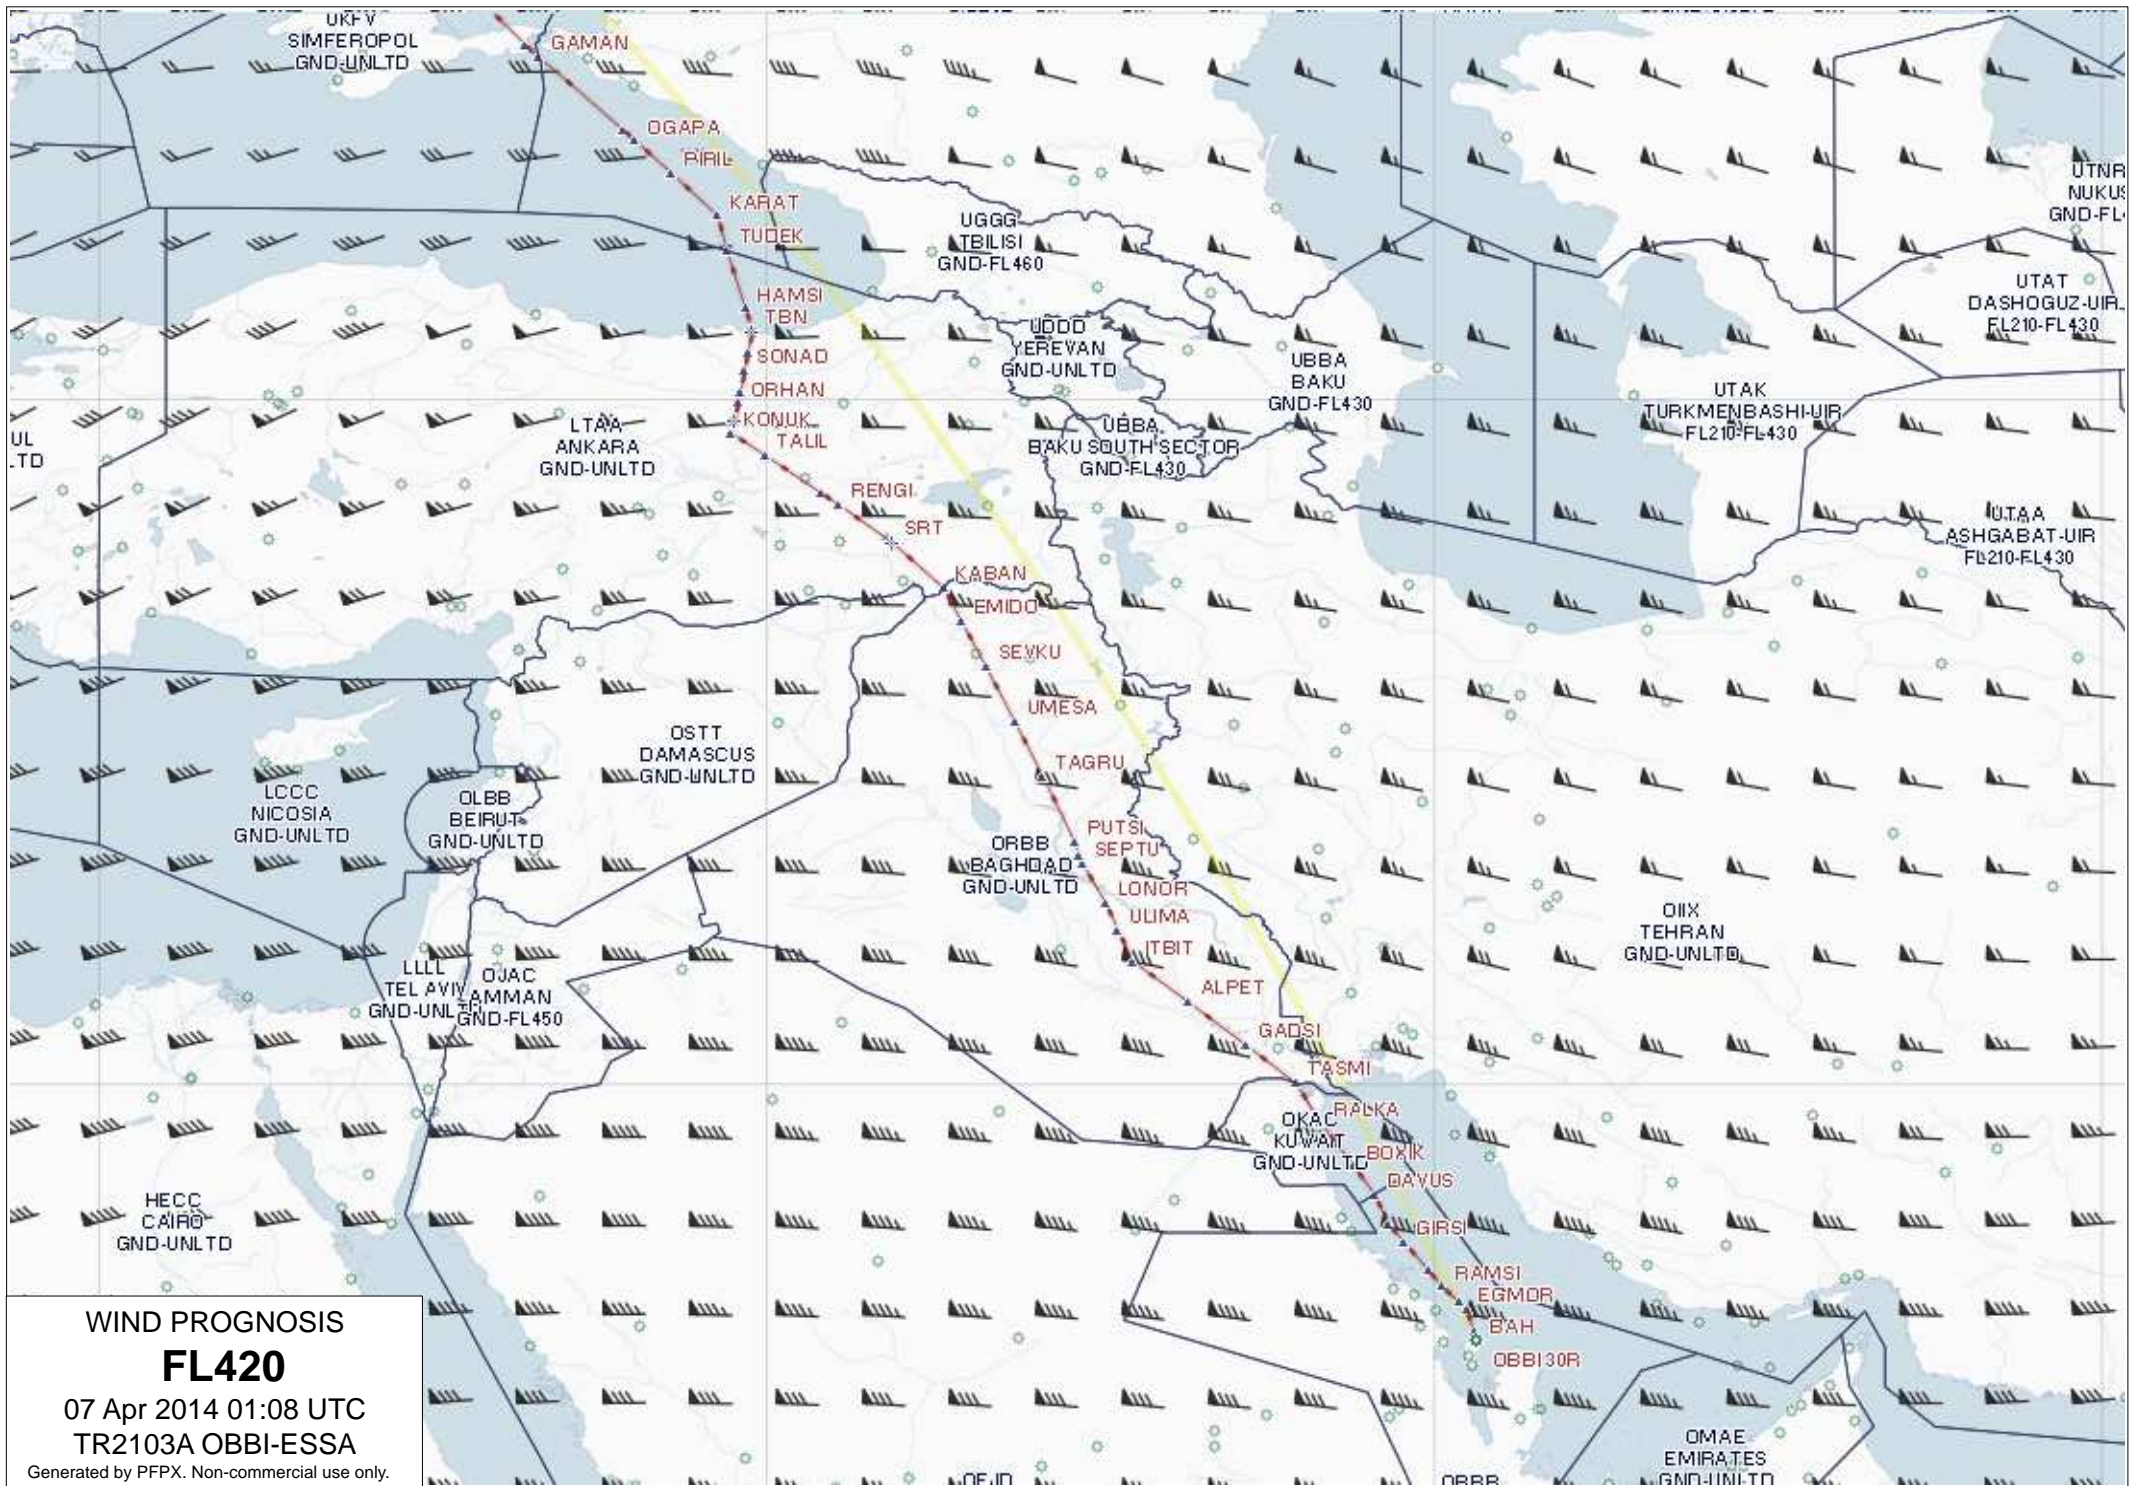 UKFV
SIMFEROPOL
GND-UNLTD
GAMAN
OGAPA
PIRIL
KARAT
TUDEK
HAMSI
TBN
SONAD
ORHAN
KONUK
TALIL
RENGI
SRT
KABAN
EMIDO
SEVKU
UMESA
TAGRU
PUTSI
SEPTU
LONOR
ULIMA
ITBIT
ALPET
GADSI
TASMI
RALKA
BOXIK
DAVUS
GIRSI
RAMSI
EGMOR
BAH
OBBI30R
UGGG
TBILISI
GND-FL460
UDDD
YEREVAN
GND-UNLTD
UBBA
BAKU
GND-FL430
UBBA
BAKU SOUTH SECTOR
GND-FL430
UTAT
DASHOGUZ-UIR
FL210-FL430
UTAK
TURKMENBASHI-UIR
FL210-FL430
UTAA
ASHGABAT-UIR
FL210-FL430
UL
LTD
LTAA
ANKARA
GND-UNLTD
OSTT
DAMASCUS
GND-UNLTD
LCCC
NICOSIA
GND-UNLTD
OLBB
BEIRUT
GND-UNLTD
ORBB
BAGHDAD
GND-UNLTD
OIIX
TEHRAN
GND-UNLTD
LLLL
TEL AVIV
OJAC
AMMAN
GND-FL450
OKAC
KUWAIT
GND-UNLTD
HECC
CAIRO
GND-UNLTD
OMAE
EMIRATES
GND-UNLTD
OEJD
OBBB
WIND PROGNOSIS
FL420
07 Apr 2014 01:08 UTC
TR2103A OBBI-ESSA
Generated by PFPX. Non-commercial use only.